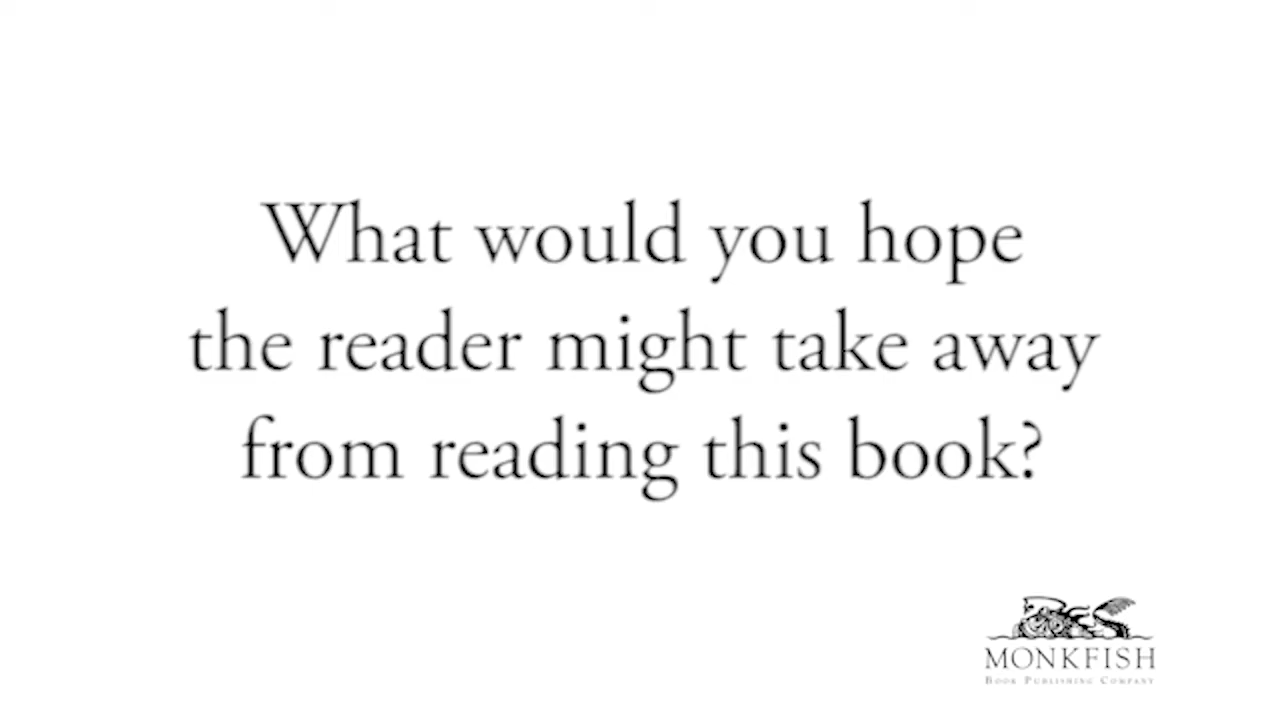 What would you hope
the reader might take away
from reading this book?
MONKFISH
BOOK PUBLISHING COMPANY